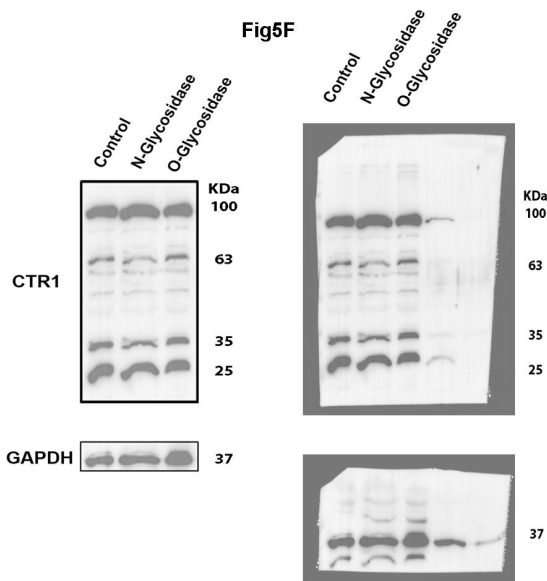 Fig5F
Control
N-Glycosidase
O-Glycosidase
KDa
100
63
CTR1
35
25
GAPDH
37
Control
N-Glycosidase
O-Glycosidase
KDa
100
63
35
25
37